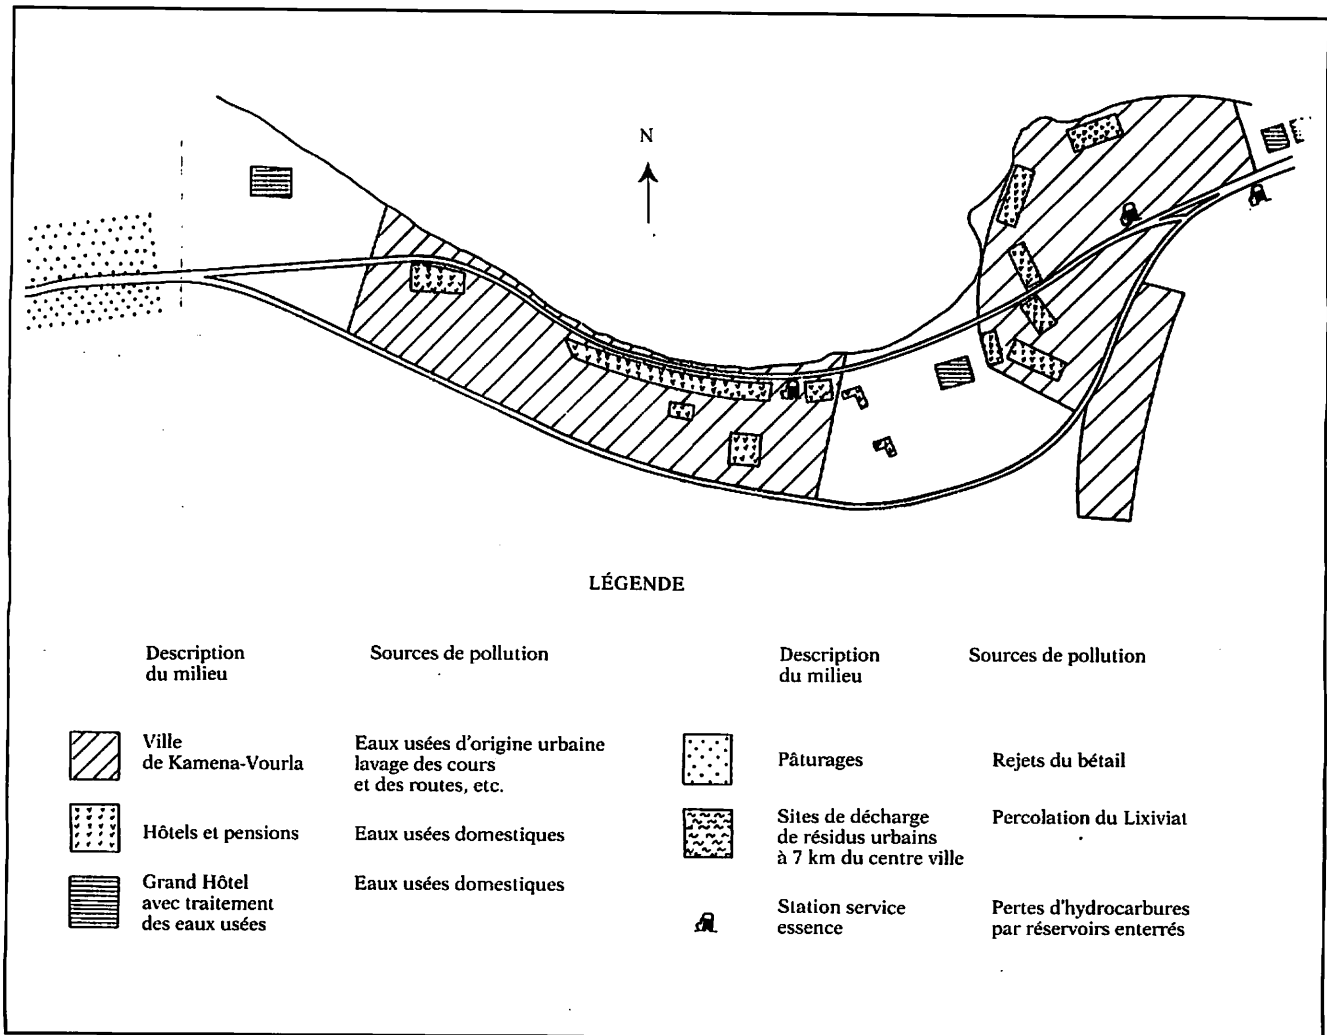 N
LÉGENDE
Description
du milieu
Sources de pollution
Ville
de Kamena-Vourla
Eaux usées d'origine urbaine
lavage des cours
et des routes, etc.
Hôtels et pensions
Eaux usées domestiques
Grand Hôtel
avec traitement
des eaux usées
Eaux usées domestiques
Description
du milieu
Sources de pollution
Pâturages
Rejets du bétail
Sites de décharge
de résidus urbains
à 7 km du centre ville
Percolation du Lixiviat
Station service
essence
Pertes d'hydrocarbures
par réservoirs enterrés